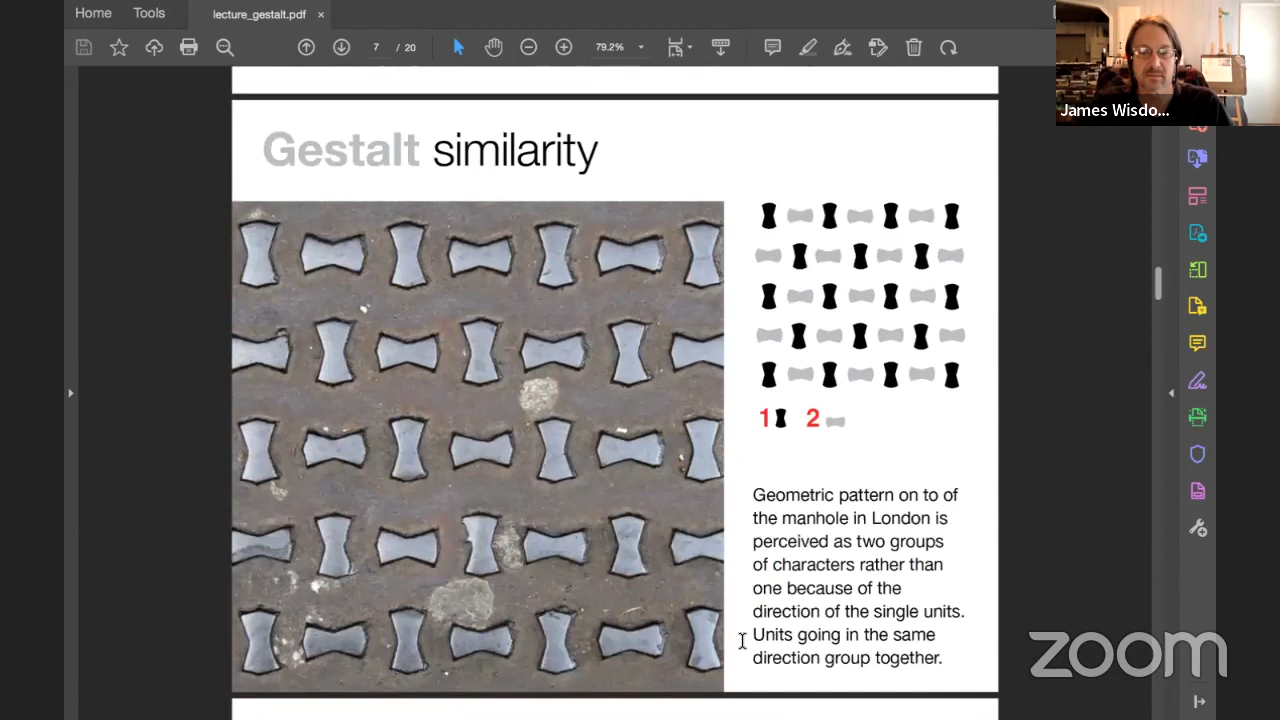 Home Tools lecture_gestalt.pdf ×
7 / 20 79.2%
James Wisdo...
Gestalt similarity
1 2
Geometric pattern on to of
the manhole in London is
perceived as two groups
of characters rather than
one because of the
direction of the single units.
Units going in the same
direction group together.
zoom